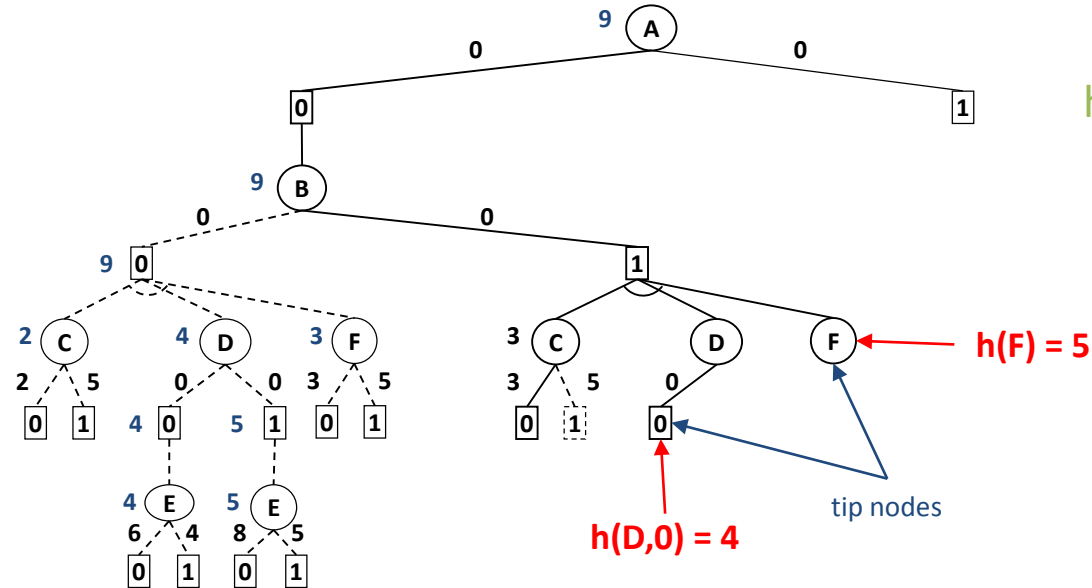 9 A
0 0
0 1 h
9 B
0 0
9 0 1
2 C 4 D 3 F 3 C D F h(F) = 5
2 5 0 0 3 5 3 5 0
0 1 4 0 5 1 0 1 0 1 0
4 E 5 E tip nodes
6 4 8 5 h(D,0) = 4
0 1 0 1